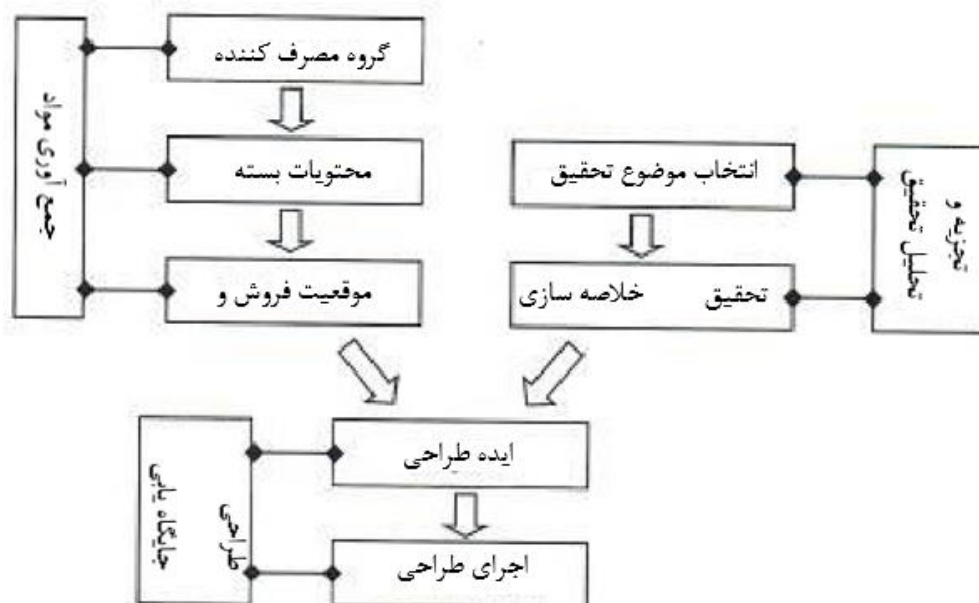 گروه مصرف کننده
محتویات بسته
موقعیت فروش و
جمع آوری مواد
انتخاب موضوع تحقیق
تحقیق خلاصه سازی
تجزیه و
تحلیل تحقیق
ایده طراحی
اجرای طراحی
طراحی
جایگاه یابی